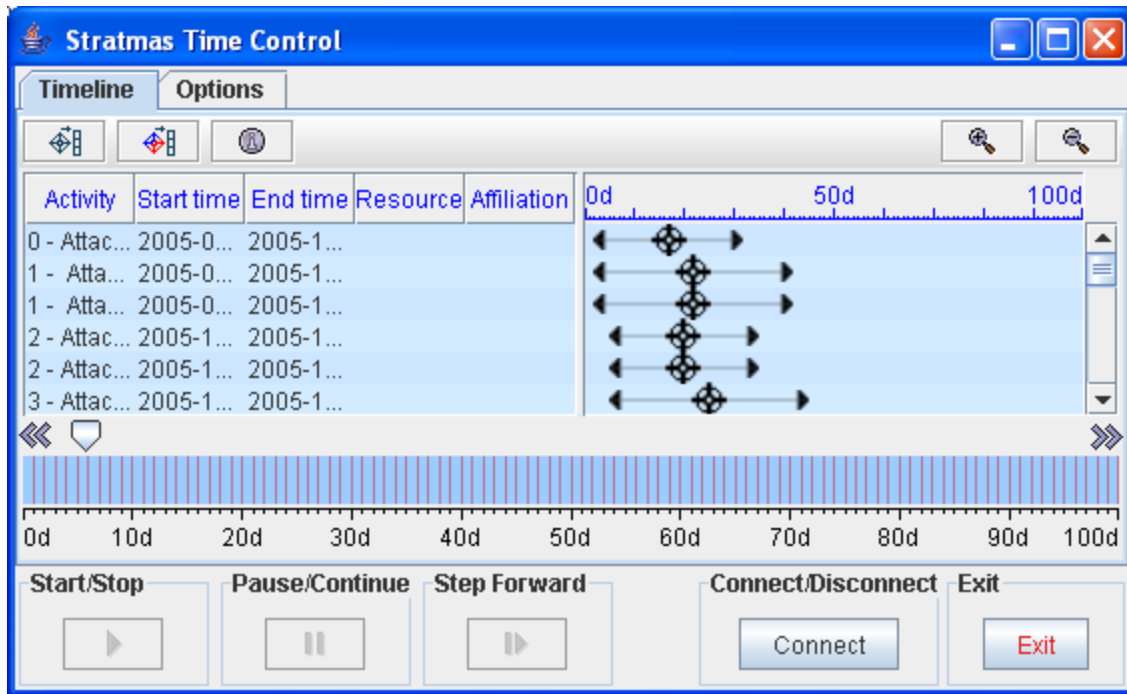 Stratmas Time Control
Timeline Options
Activity Start time End time Resource Affiliation 0d 50d 100d
0 - Attac... 2005-0... 2005-1...
1 - Atta... 2005-0... 2005-1...
1 - Atta... 2005-0... 2005-1...
2 - Attac... 2005-1... 2005-1...
2 - Attac... 2005-1... 2005-1...
3 - Attac... 2005-1... 2005-1...
0d 10d 20d 30d 40d 50d 60d 70d 80d 90d 100d
Start/Stop Pause/Continue Step Forward Connect/Disconnect Exit
Connect Exit